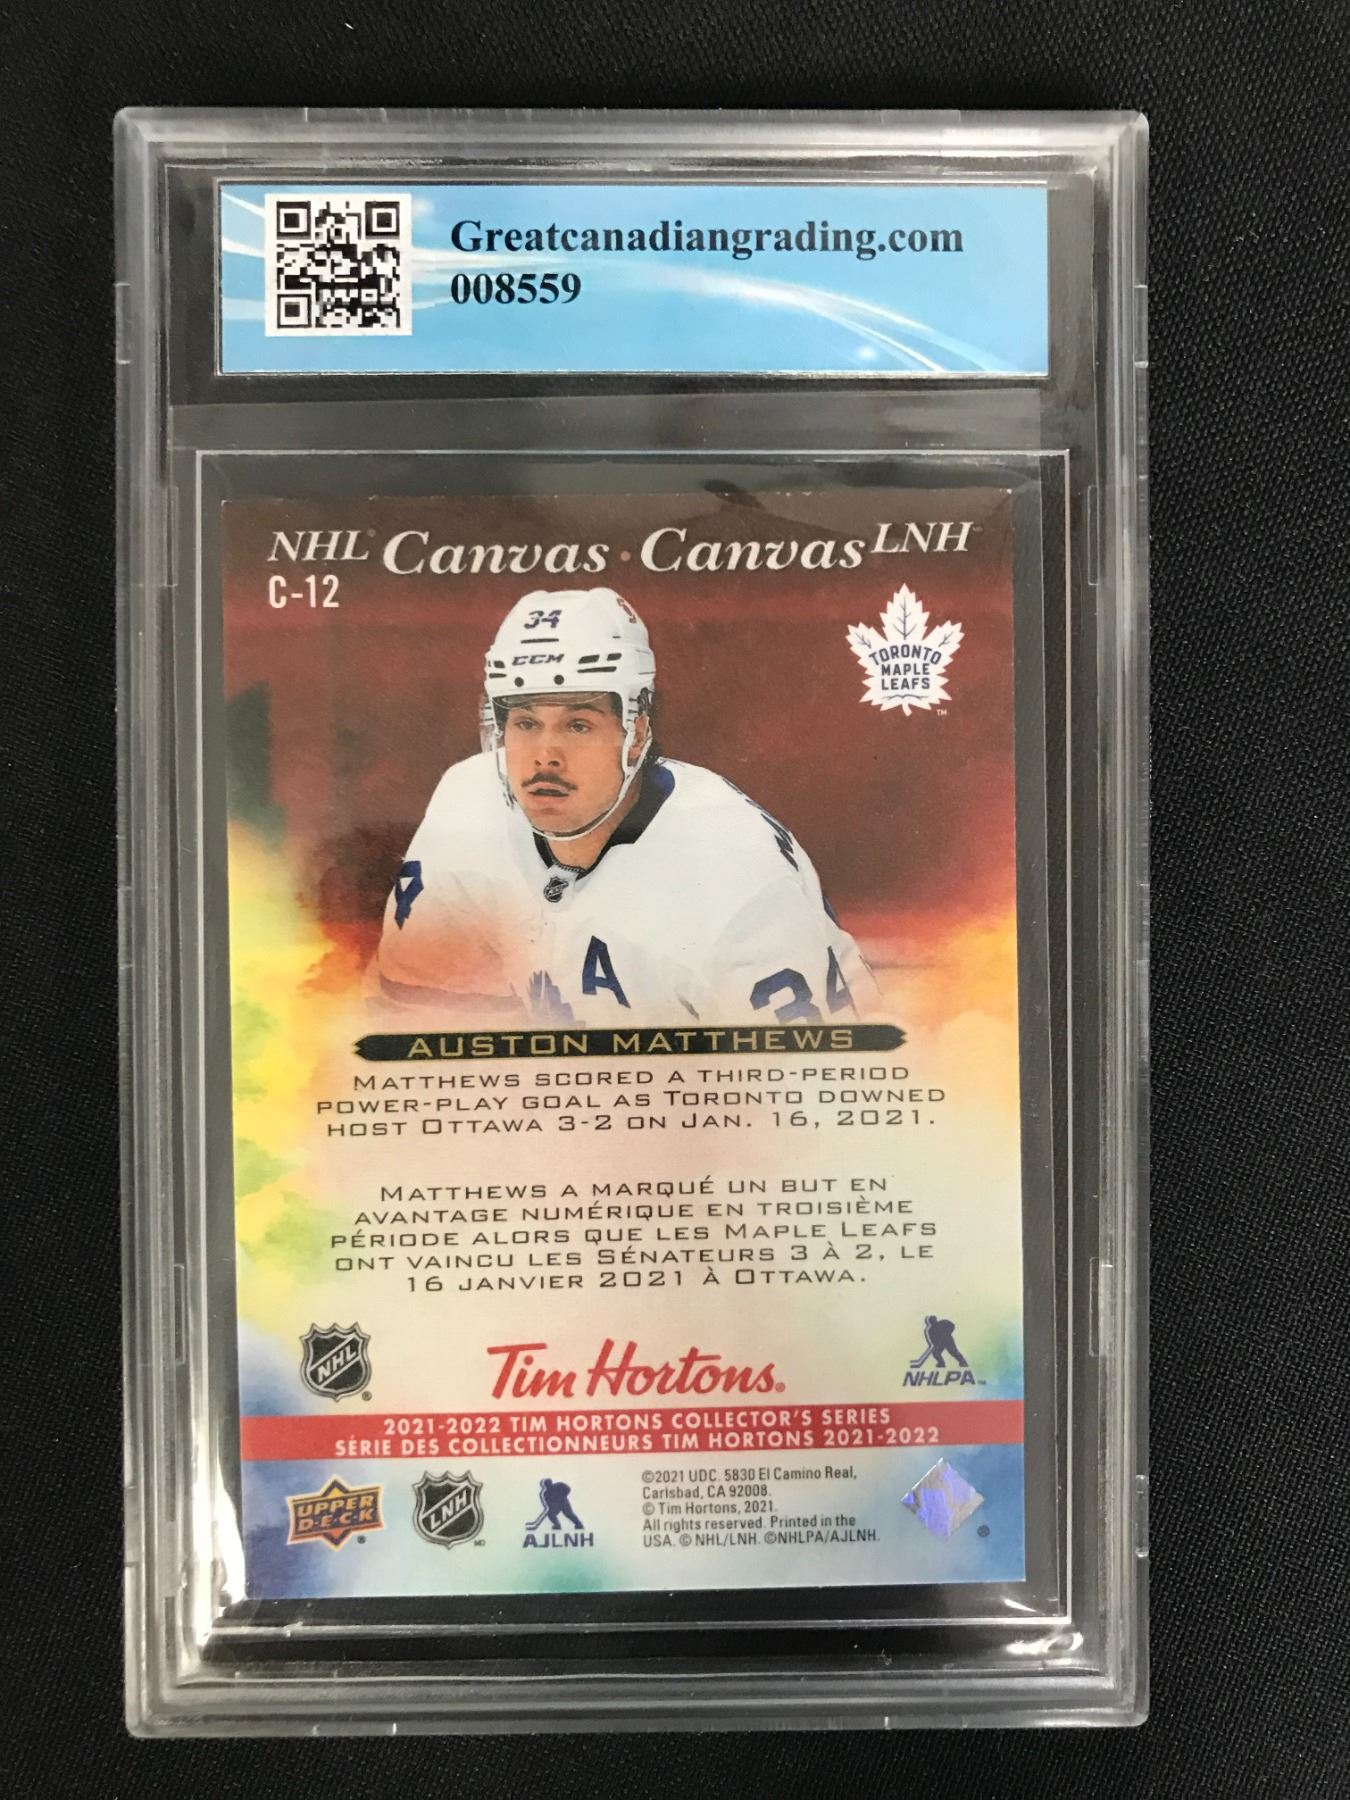 Greatcanadiangrading.com
008559
NHL Canvas · Canvas LNH
C-12
34
CCM
TORONTO
MAPLE
LEAFS
TM
4
A
34
AUSTON MATTHEWS
MATTHEWS SCORED A THIRD-PERIOD
POWER-PLAY GOAL AS TORONTO DOWNED
HOST OTTAWA 3-2 ON JAN. 16, 2021.
MATTHEWS A MARQUÉ UN BUT EN
AVANTAGE NUMÉRIQUE EN TROISIÈME
PÉRIODE ALORS QUE LES MAPLE LEAFS
ONT VAINCU LES SÉNATEURS 3 À 2, LE
16 JANVIER 2021 À OTTAWA.
NHL ®
Tim Hortons®
NHLPA™
2021-2022 TIM HORTONS COLLECTOR'S SERIES
SÉRIE DES COLLECTIONNEURS TIM HORTONS 2021-2022
UPPER
D·E·C·K ®
LNH MD
AJLNH
©2021 UDC. 5830 El Camino Real,
Carlsbad, CA 92008.
© Tim Hortons, 2021.
All rights reserved. Printed in the
USA. © NHL/LNH. ©NHLPA/AJLNH.
®